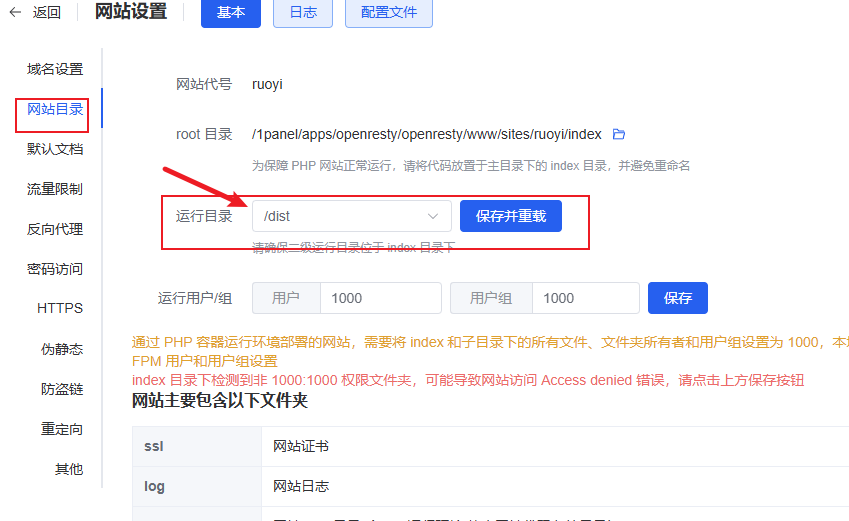 返回 网站设置 基本 日志 配置文件
域名设置
网站目录
默认文档
流量限制
反向代理
密码访问
HTTPS
伪静态
防盗链
重定向
其他
网站代号 ruoyi
root 目录 /1panel/apps/openresty/openresty/www/sites/ruoyi/index
为保障 PHP 网站正常运行，请将代码放置于主目录下的 index 目录，并避免重命名
运行目录 /dist 保存并重载
请确保二级运行目录位于 index 目录下
运行用户/组 用户 1000 用户组 1000 保存
通过 PHP 容器运行环境部署的网站，需要将 index 和子目录下的所有文件、文件夹所有者和用户组设置为 1000，本
FPM 用户和用户组设置
index 目录下检测到非 1000:1000 权限文件夹，可能导致网站访问 Access denied 错误，请点击上方保存按钮
网站主要包含以下文件夹
ssl 网站证书
log 网站日志